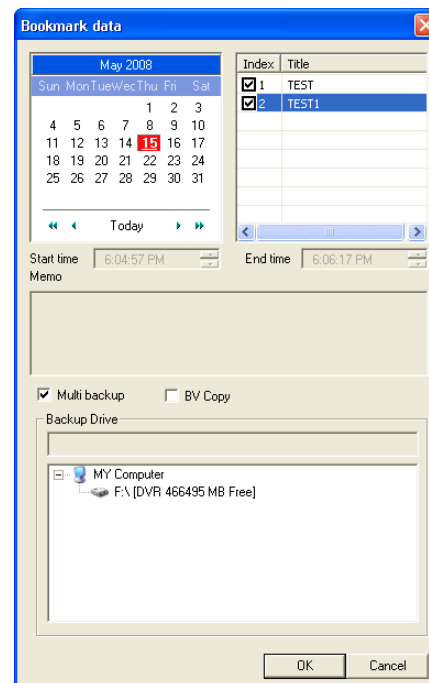 Bookmark data
May 2008
Sun Mon Tue Wec Thu Fri Sat
1 2 3
4 5 6 7 8 9 10
11 12 13 14 15 16 17
18 19 20 21 22 23 24
25 26 27 28 29 30 31
Today
Index Title
1 TEST
2 TEST1
Start time 6:04:57 PM End time 6:06:17 PM
Memo
Multi backup BV Copy
Backup Drive
MY Computer
F:\ [DVR 466495 MB Free]
OK Cancel